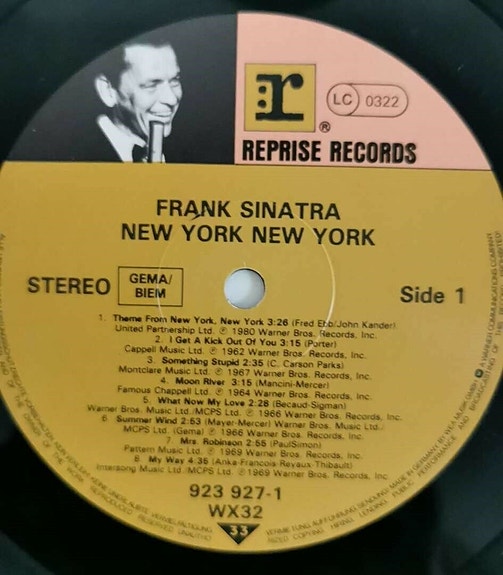 r
®
LC 0322
REPRISE RECORDS
FRANK SINATRA
NEW YORK NEW YORK
STEREO
GEMA/
BIEM
Side 1
1. Theme From New York, New York 3:26 (Fred Ebb/John Kander)
United Partnership Ltd. ℗ 1980 Warner Bros. Records, Inc.
2. I Get A Kick Out Of You 3:15 (Porter)
Cappell Music Ltd. ℗ 1962 Warner Bros. Records, Inc.
3. Something Stupid 2:35 (C. Carson Parks)
Montclare Music Ltd. ℗ 1967 Warner Bros. Records, Inc.
4. Moon River 3:15 (Mancini-Mercer)
Famous Chappell Ltd. ℗ 1964 Warner Bros. Records, Inc.
5. What Now My Love 2:28 (Becaud-Sigman)
Warner Bros. Music Ltd./MCPS Ltd. ℗ 1966 Warner Bros. Records, Inc.
6. Summer Wind 2:53 (Mayer-Mercer) Warner Bros. Music Ltd./
MCPS Ltd.(Gema) ℗ 1966 Warner Bros. Records, Inc.
7. Mrs. Robinson 2:55 (PaulSimon)
Pattern Music Ltd. ℗ 1969 Warner Bros. Records, Inc.
8. My Way 4:35 (Anka-Francois-Revaux-Thibault)
Intersong Music Ltd./MCPS Ltd. ℗ 1969 Warner Bros. Records, Inc.
923 927-1
WX32
33